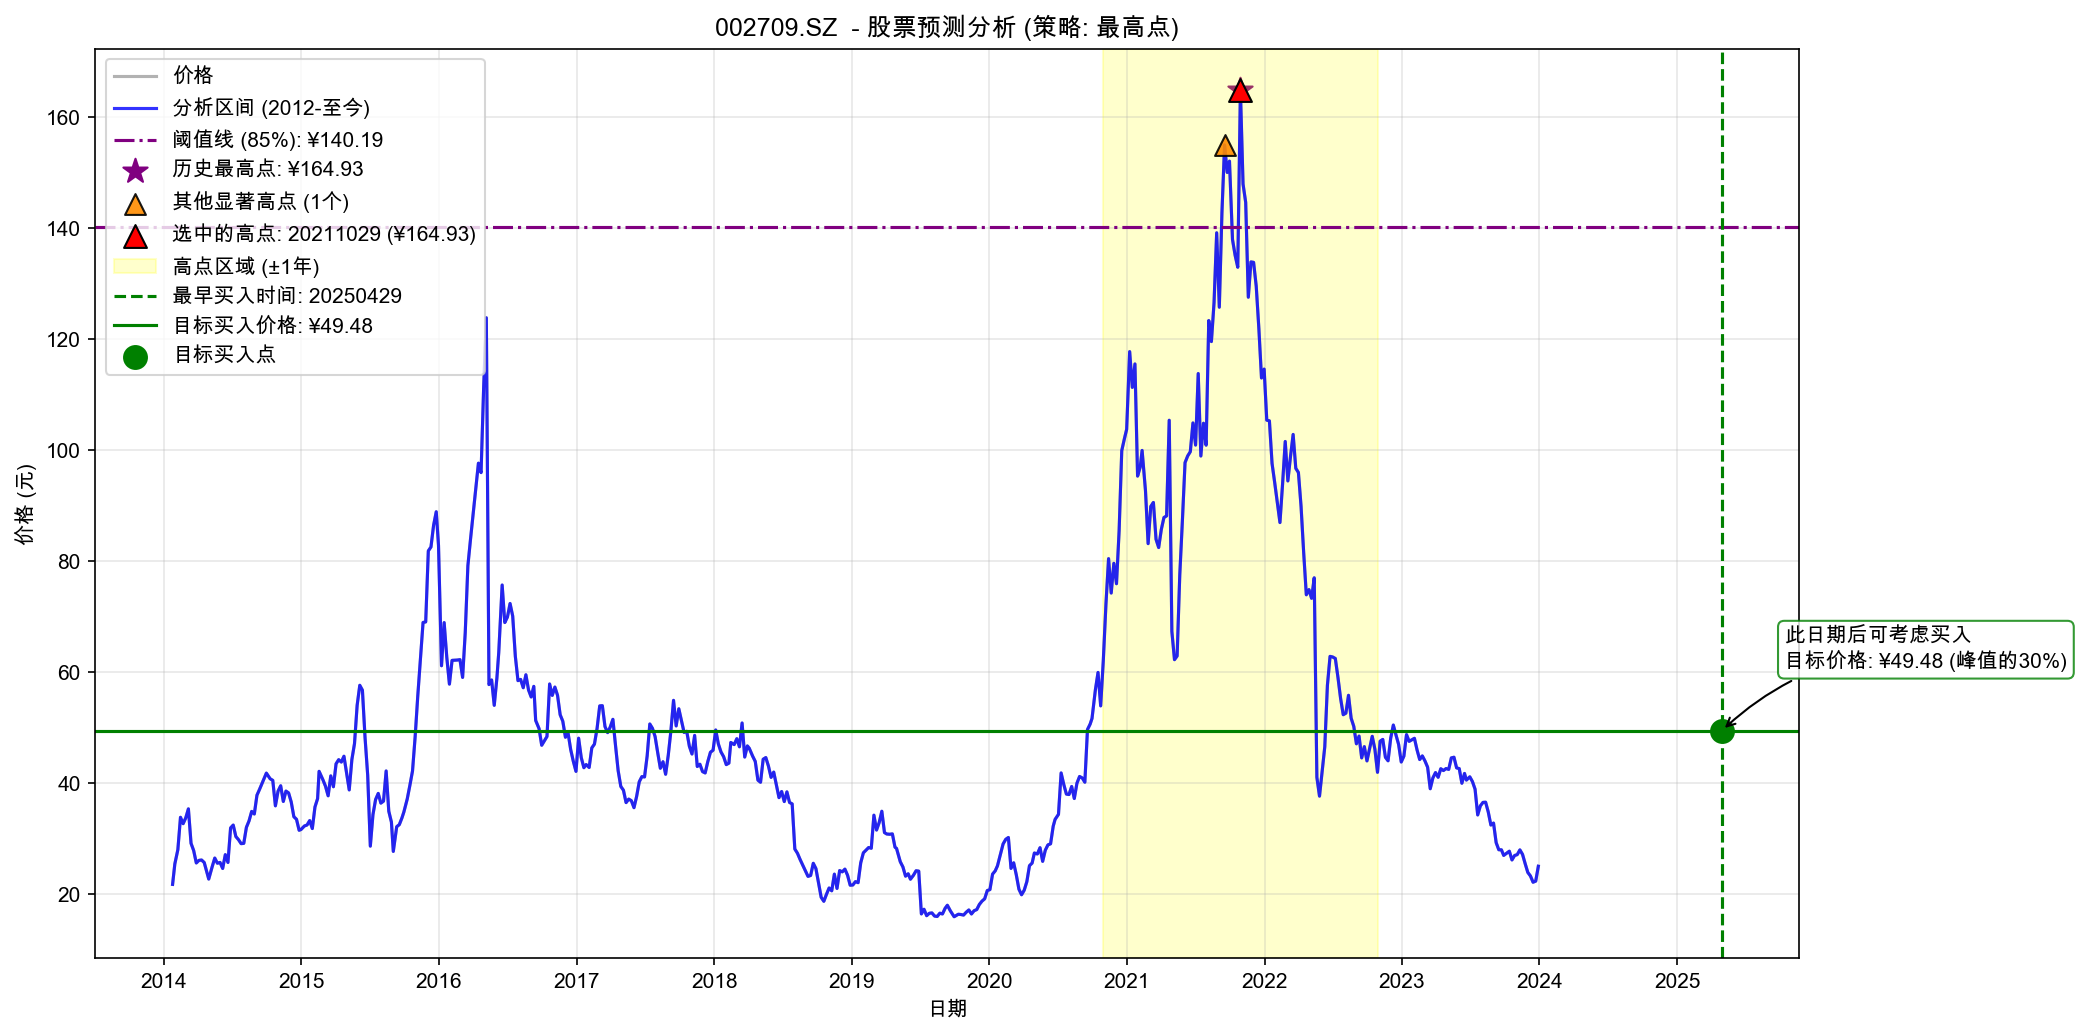 002709.SZ - 股票预测分析 (策略: 最高点)
价格
分析区间 (2012-至今)
阈值线 (85%): ¥140.19
历史最高点: ¥164.93
其他显著高点 (1个)
选中的高点: 20211029 (¥164.93)
高点区域 (±1年)
最早买入时间: 20250429
目标买入价格: ¥49.48
目标买入点
160
140
120
100
80
60
40
20
价格 (元)
此日期后可考虑买入
目标价格: ¥49.48 (峰值的30%)
2014
2015
2016
2017
2018
2019
2020
2021
2022
2023
2024
2025
日期